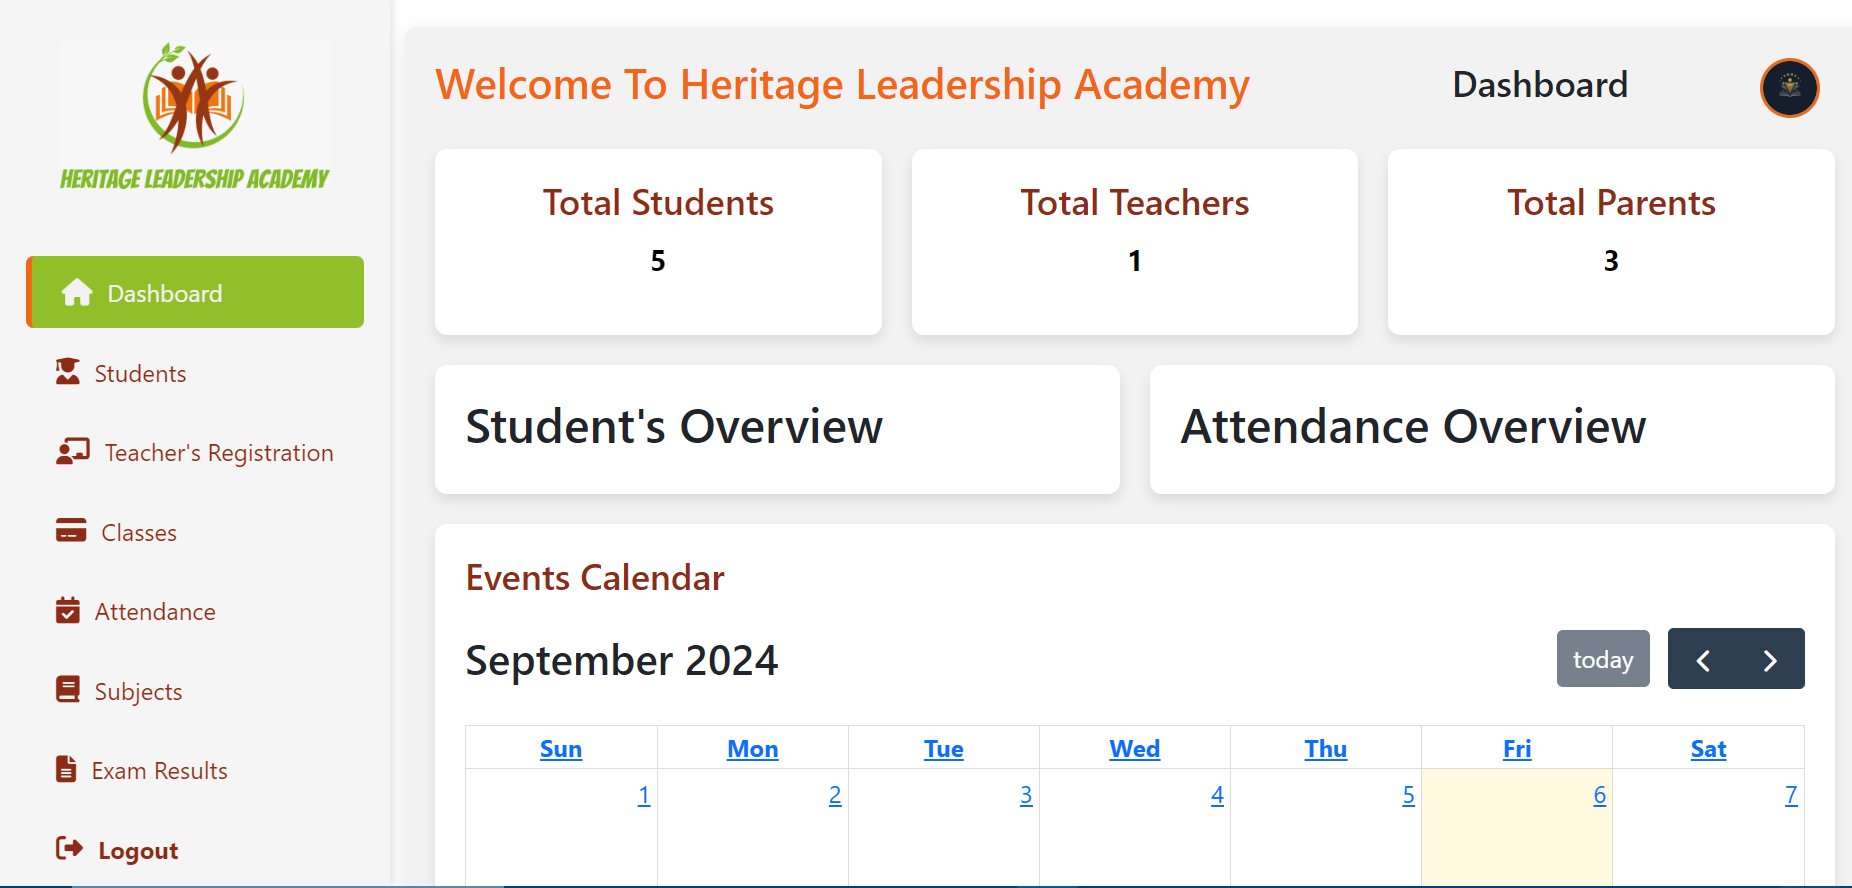 HERITAGE LEADERSHIP ACADEMY
Dashboard
Students
Teacher's Registration
Classes
Attendance
Subjects
Exam Results
Logout
Welcome To Heritage Leadership Academy
Dashboard
Total Students
5
Total Teachers
1
Total Parents
3
Student's Overview
Attendance Overview
Events Calendar
September 2024
today
Sun Mon Tue Wed Thu Fri Sat
1 2 3 4 5 6 7